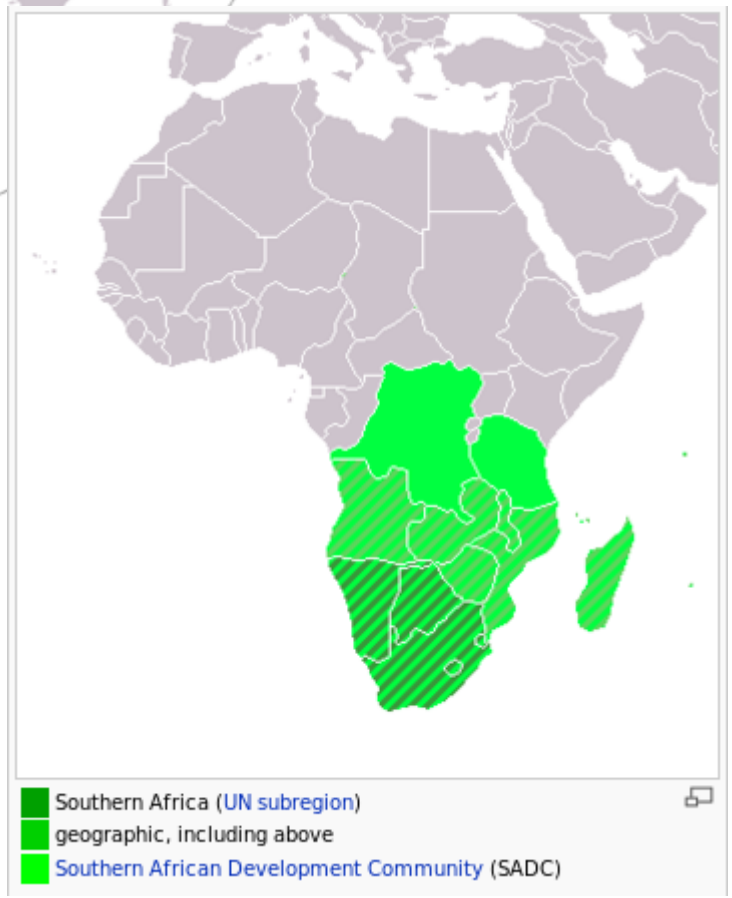 Southern Africa (UN subregion)
geographic, including above
Southern African Development Community (SADC)